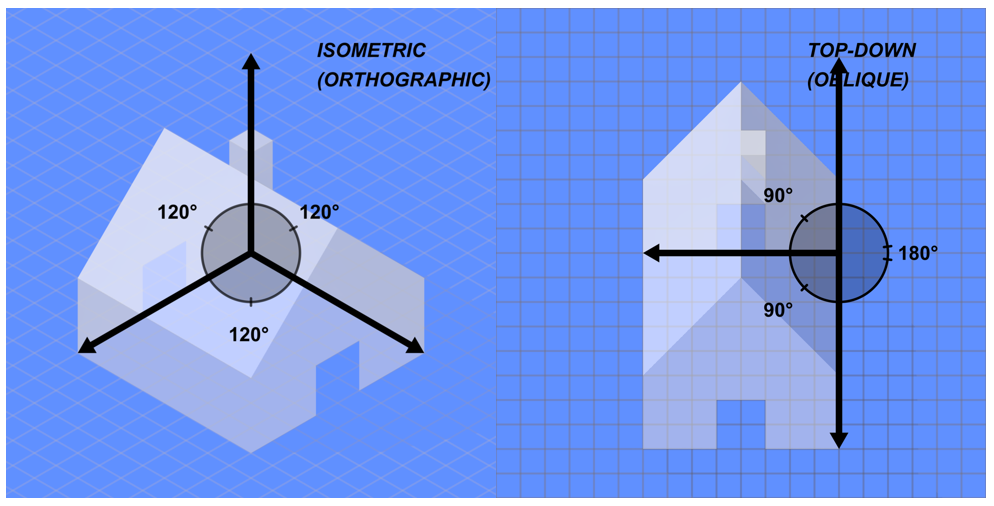 ISOMETRIC
(ORTHOGRAPHIC)
120°
120°
120°
TOP-DOWN
(OBLIQUE)
90°
180°
90°